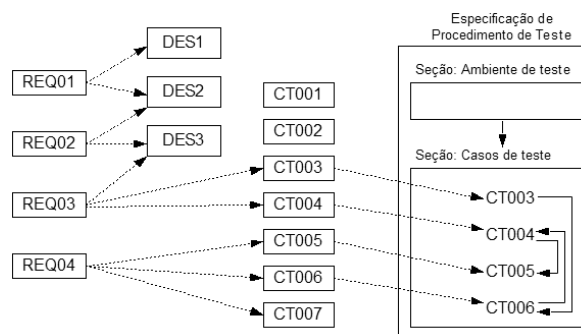 Especificação de
Procedimento de Teste
DES1
Seção: Ambiente de teste
REQ01
DES2
CT001
REQ02
DES3
CT002
Seção: Casos de teste
CT003
CT003
REQ03
CT004
CT004
CT005
REQ04
CT005
CT006
CT006
CT007